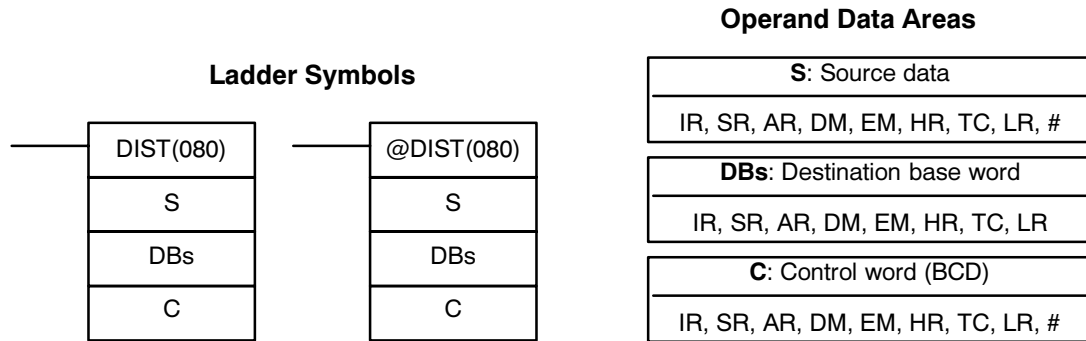 Ladder Symbols
DIST(080)
S
DBs
C
@DIST(080)
S
DBs
C
Operand Data Areas
S: Source data
IR, SR, AR, DM, EM, HR, TC, LR, #
DBs: Destination base word
IR, SR, AR, DM, EM, HR, TC, LR
C: Control word (BCD)
IR, SR, AR, DM, EM, HR, TC, LR, #